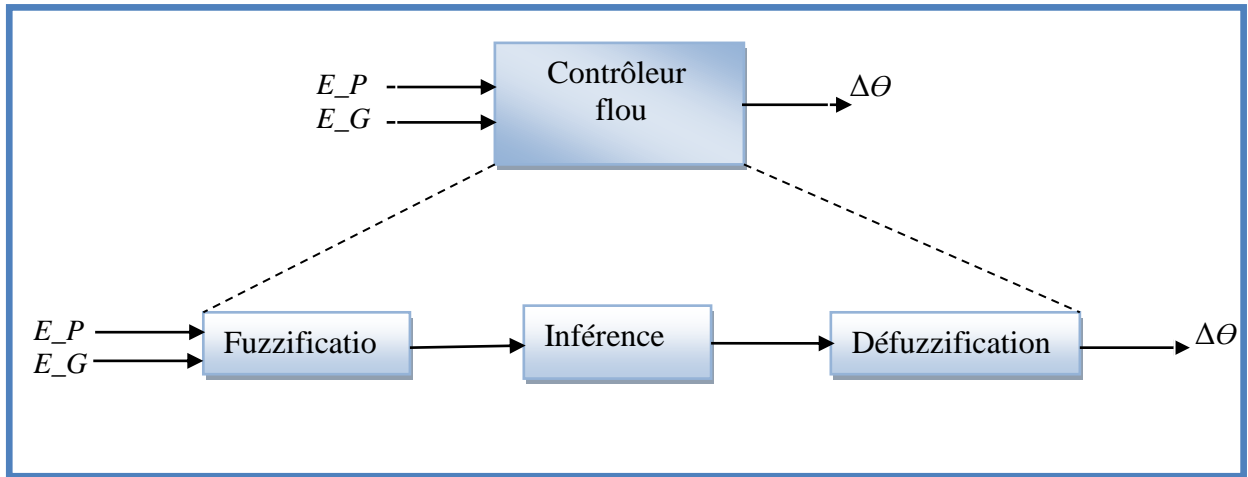 Contrôleur
flou
E_P
E_G
ΔΘ
E_P
E_G
Fuzzificatio
Inférence
Défuzzification
ΔΘ